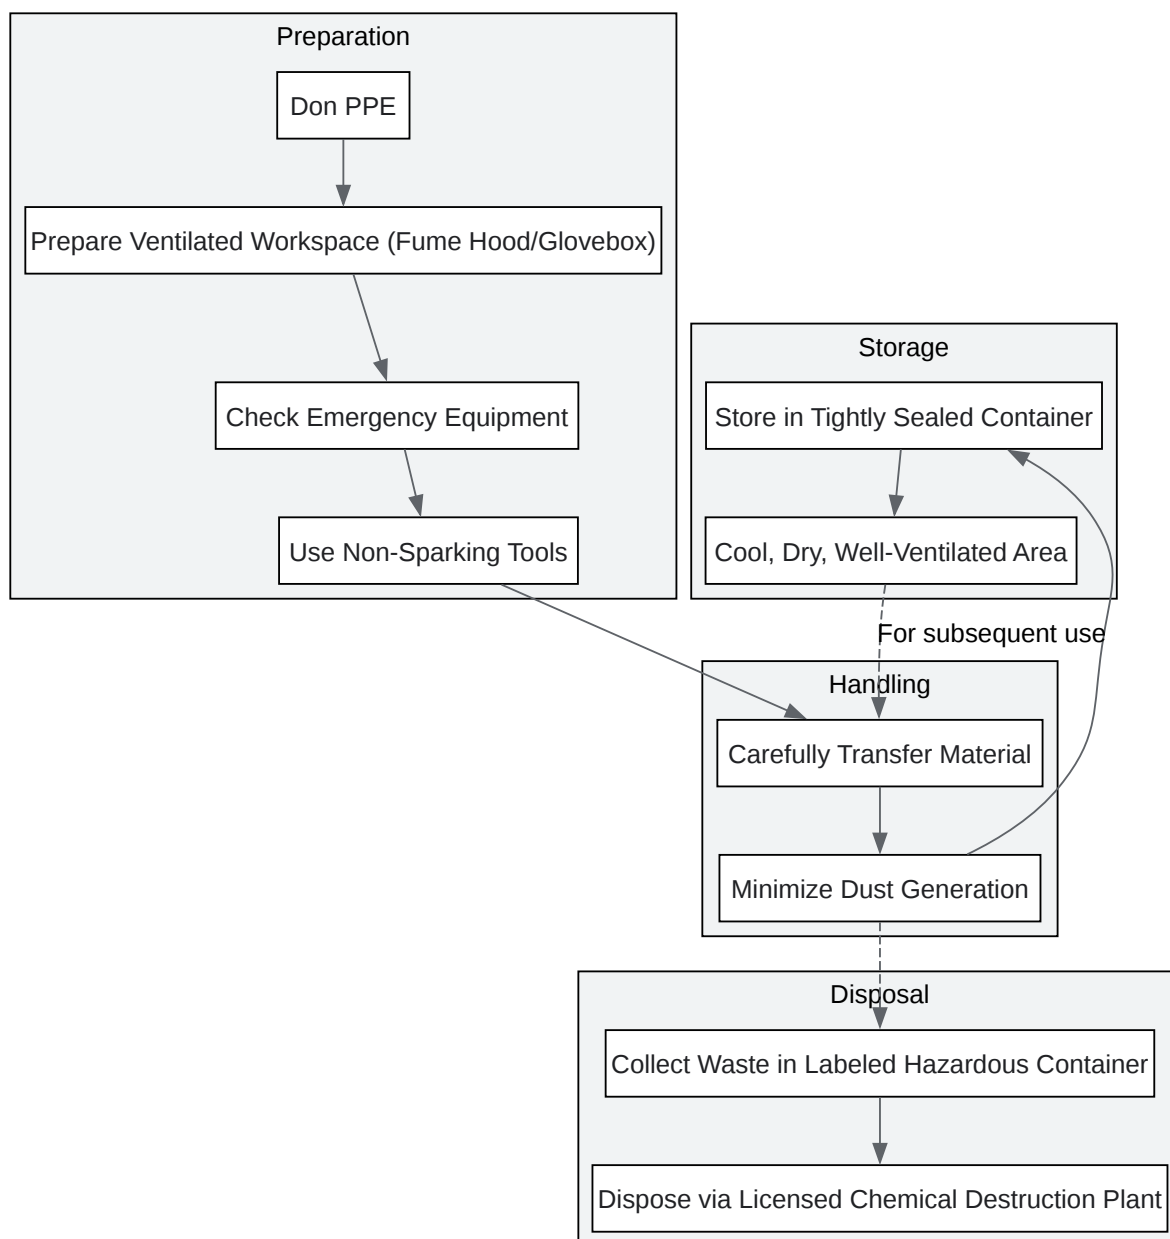 Preparation
Don PPE
Prepare Ventilated Workspace (Fume Hood/Glovebox)
Check Emergency Equipment
Use Non-Sparking Tools
Storage
Store in Tightly Sealed Container
Cool, Dry, Well-Ventilated Area
For subsequent use
Handling
Carefully Transfer Material
Minimize Dust Generation
Disposal
Collect Waste in Labeled Hazardous Container
Dispose via Licensed Chemical Destruction Plant